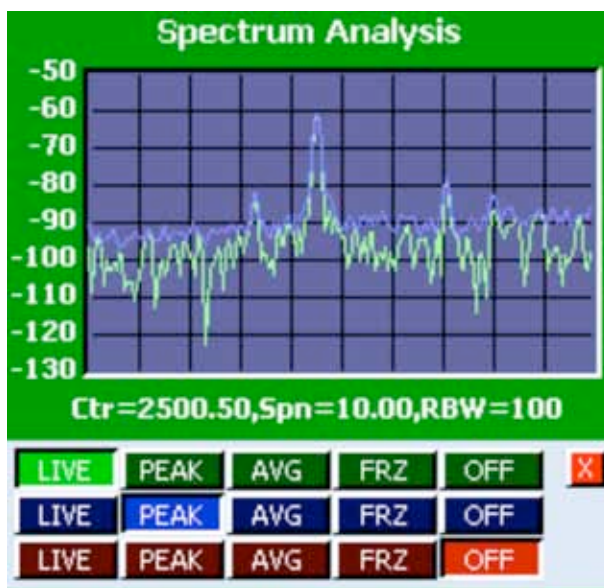 Spectrum Analysis
-50
-60
-70
-80
-90
-100
-110
-120
-130
Ctr=2500.50,Spn=10.00,RBW=100
LIVE PEAK AVG FRZ OFF X
LIVE PEAK AVG FRZ OFF
LIVE PEAK AVG FRZ OFF